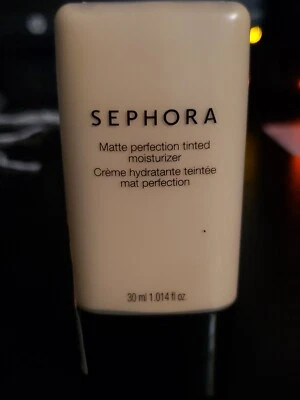 SEPHORA
Matte perfection tinted
moisturizer
Crème hydratante teintée
mat perfection
30 ml 1.014 fl oz.